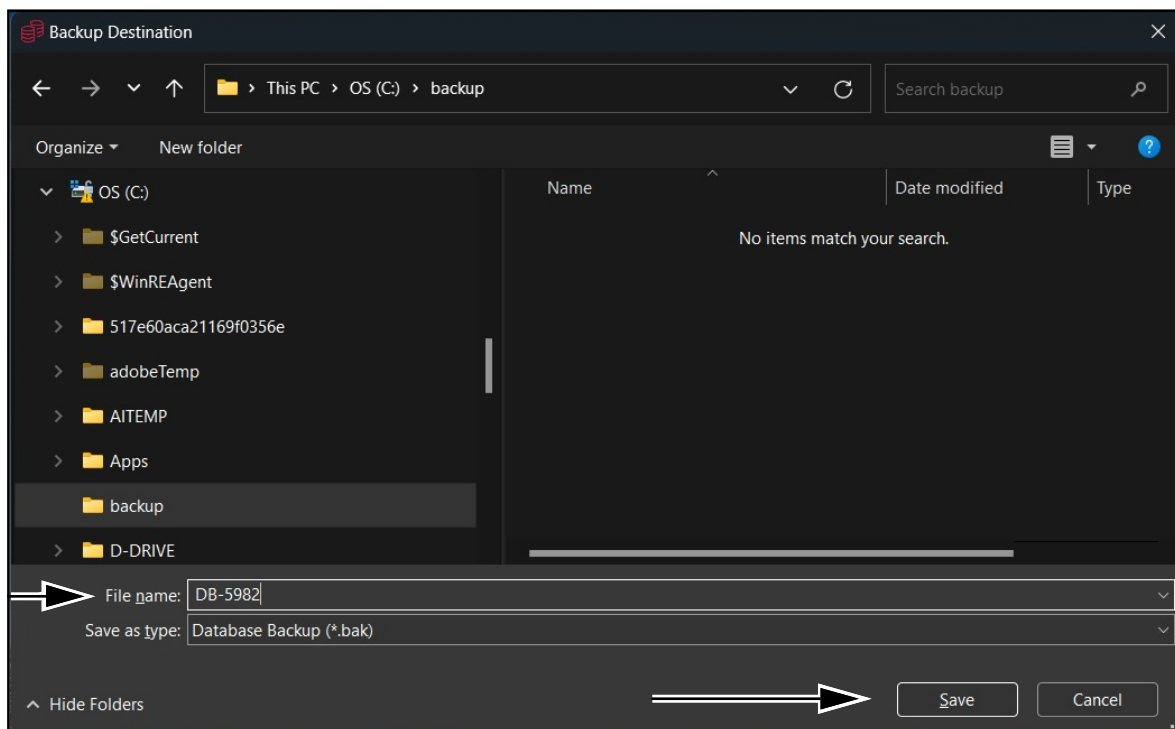 Backup Destination
This PC > OS (C:) > backup
Search backup
Organize
New folder
OS (C:)
$GetCurrent
$WinREAgent
517e60aca21169f0356e
adobeTemp
AITEMP
Apps
backup
D-DRIVE
Name
Date modified
Type
No items match your search.
File name: DB-5982
Save as type: Database Backup (*.bak)
Hide Folders
Save
Cancel